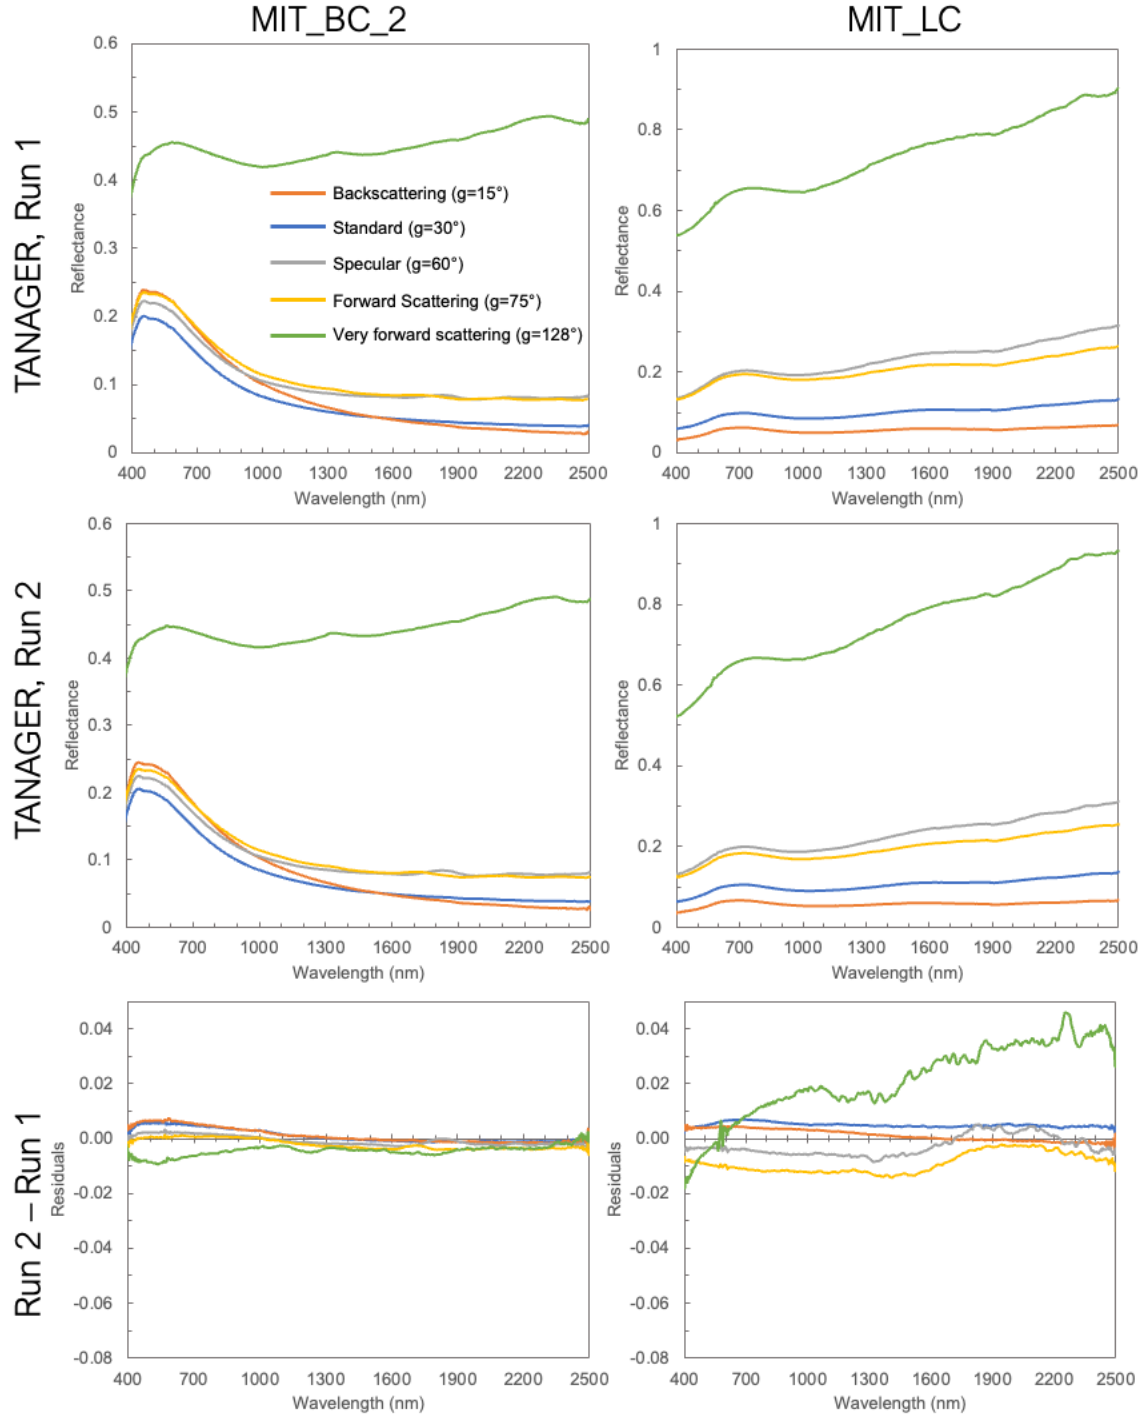 MIT_BC_2
MIT_LC
TANAGER, Run 1
0.6
0.5
0.4
0.3
0.2
0.1
0
Reflectance
Backscattering (g=15°)
Standard (g=30°)
Specular (g=60°)
Forward Scattering (g=75°)
Very forward scattering (g=128°)
400 700 1000 1300 1600 1900 2200 2500
Wavelength (nm)
1
0.8
0.6
0.4
0.2
0
Reflectance
400 700 1000 1300 1600 1900 2200 2500
Wavelength (nm)
TANAGER, Run 2
0.6
0.5
0.4
0.3
0.2
0.1
0
Reflectance
400 700 1000 1300 1600 1900 2200 2500
Wavelength (nm)
1
0.8
0.6
0.4
0.2
0
Reflectance
400 700 1000 1300 1600 1900 2200 2500
Wavelength (nm)
Run 2 – Run 1
0.04
0.02
0.00
-0.02
-0.04
-0.06
-0.08
Residuals
400 700 1000 1300 1600 1900 2200 2500
Wavelength (nm)
0.04
0.02
0.00
-0.02
-0.04
-0.06
-0.08
Residuals
400 700 1000 1300 1600 1900 2200 2500
Wavelength (nm)